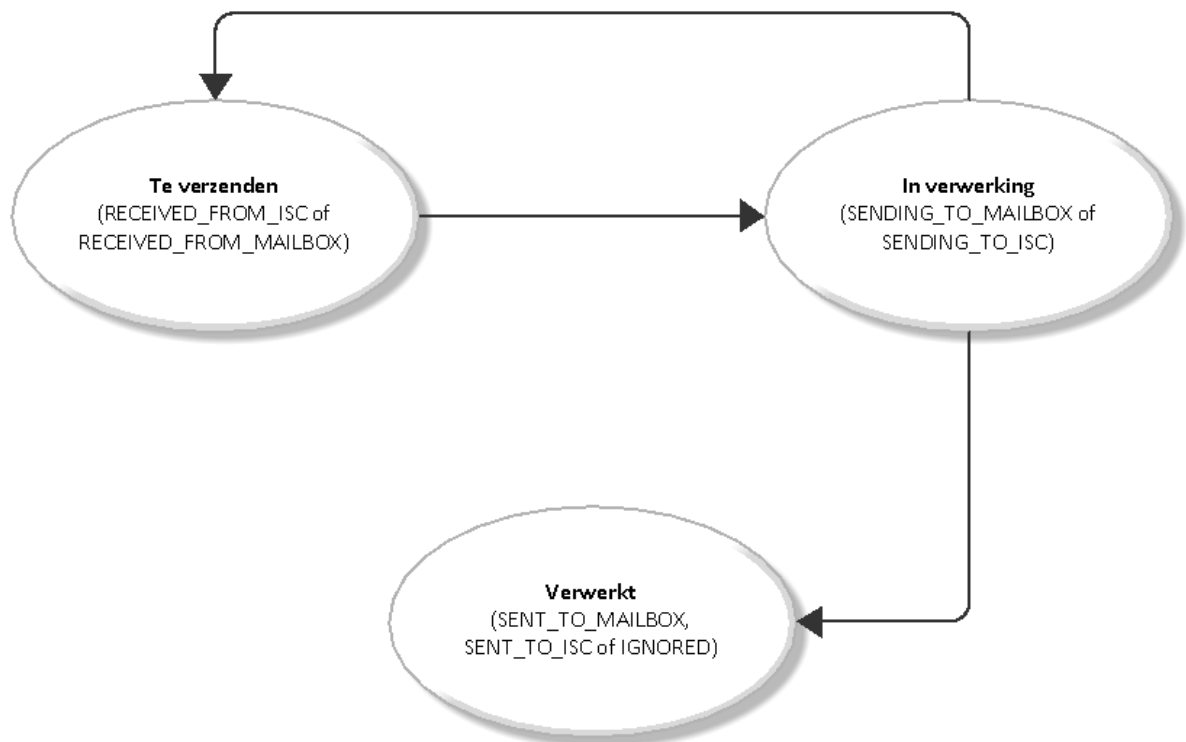 Te verzenden
(RECEIVED_FROM_ISC of
RECEIVED_FROM_MAILBOX)
In verwerking
(SENDING_TO_MAILBOX of
SENDING_TO_ISC)
Verwerkt
(SENT_TO_MAILBOX,
SENT_TO_ISC of IGNORED)